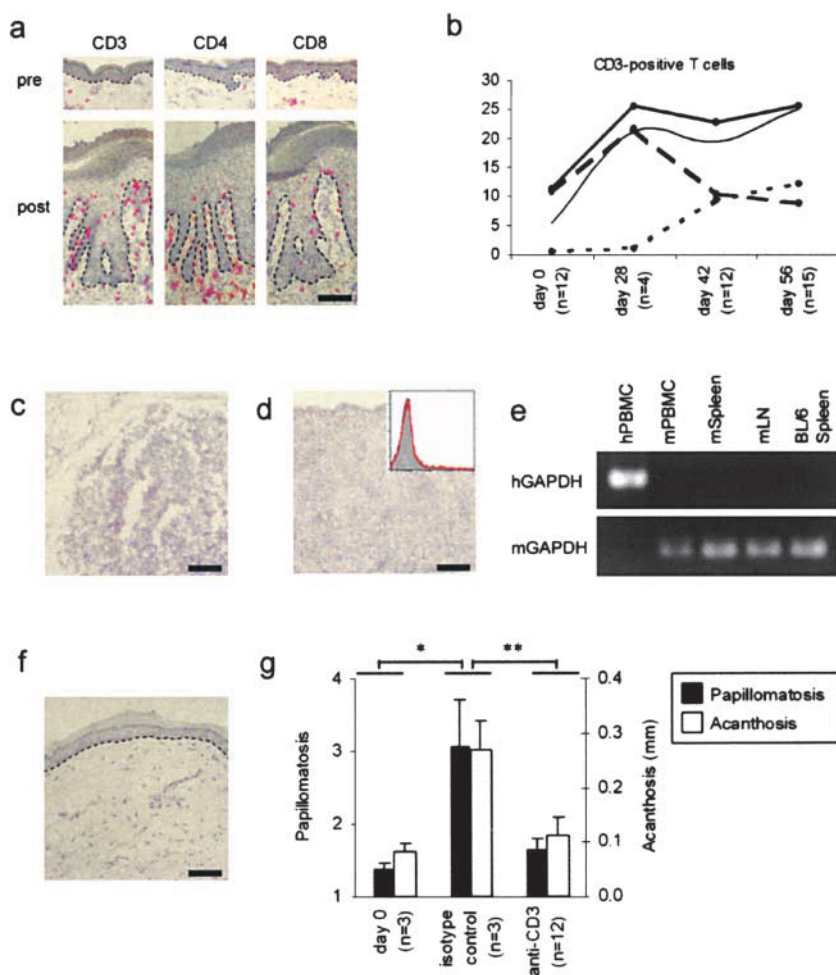 a
CD3 CD4 CD8
pre
post
b
CD3-positive T cells
30
25
20
15
10
5
0
day 0
(n=12)
day 28
(n=4)
day 42
(n=12)
day 56
(n=15)
c
d
e
hPBMC
mPBMC
mSpleen
mLN
BL/6
Spleen
hGAPDH
mGAPDH
f
g
* **
Papillomatosis
4
3
2
1
0.4
0.3
0.2
0.1
0.0
Acanthosis (mm)
day 0
(n=3)
isotype
control
(n=3)
anti-CD3
(n=12)
Papillomatosis
Acanthosis